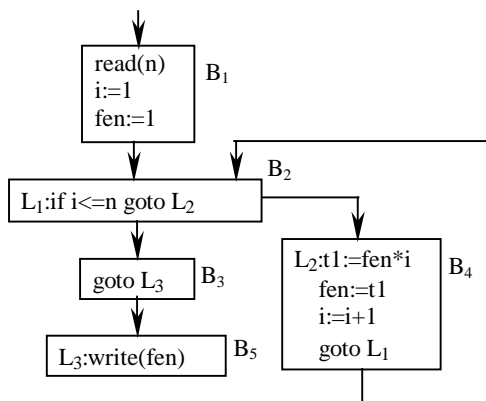 read(n)
i:=1
fen:=1
B₁
B₂
L₁:if i<=n goto L₂
goto L₃
B₃
L₃:write(fen)
B₅
L₂:t1:=fen*i
fen:=t1
i:=i+1
goto L₁
B₄